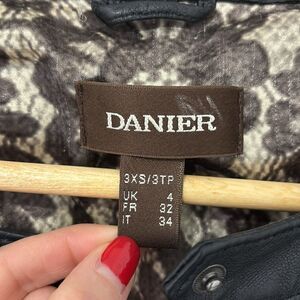 DANIER
3XS/3TP
UK 4
FR 32
IT 34